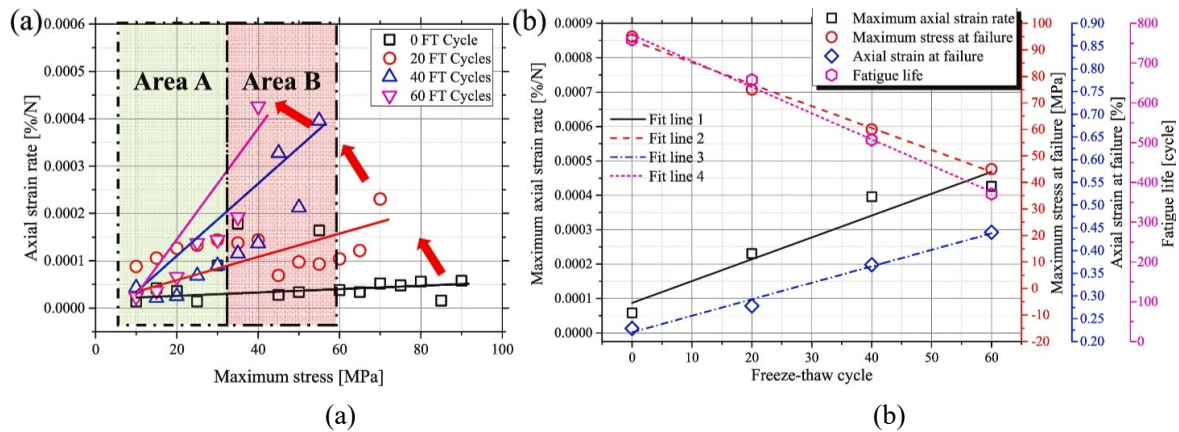 (a)
Area A
Area B
0 FT Cycle
20 FT Cycles
40 FT Cycles
60 FT Cycles
Axial strain rate [%/N]
0.0006
0.0005
0.0004
0.0003
0.0002
0.0001
0.0000
0 20 40 60 80 100
Maximum stress [MPa]
(a)
(b)
Maximum axial strain rate
Maximum stress at failure
Axial strain at failure
Fatigue life
Fit line 1
Fit line 2
Fit line 3
Fit line 4
Maximum axial strain rate [%/N]
0.0009
0.0008
0.0007
0.0006
0.0005
0.0004
0.0003
0.0002
0.0001
0.0000
0 20 40 60
Freeze-thaw cycle
100
90
80
70
60
50
40
30
20
10
0
-10
-20
Maximum stress at failure [MPa]
0.90
0.85
0.80
0.75
0.70
0.65
0.60
0.55
0.50
0.45
0.40
0.35
0.30
0.25
0.20
Axial strain at failure [%]
800
700
600
500
400
300
200
100
0
Fatigue life [cycle]
(b)